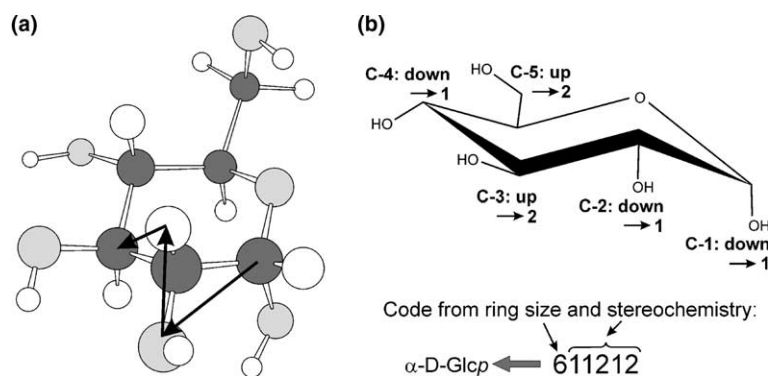 (a)
(b)
C-4: down
→ 1
HO
C-5: up
→ 2
O
HO
HO
C-3: up
→ 2
OH
C-2: down
→ 1
OH
C-1: down
→ 1
Code from ring size and stereochemistry:
α-D-Glcp
611212